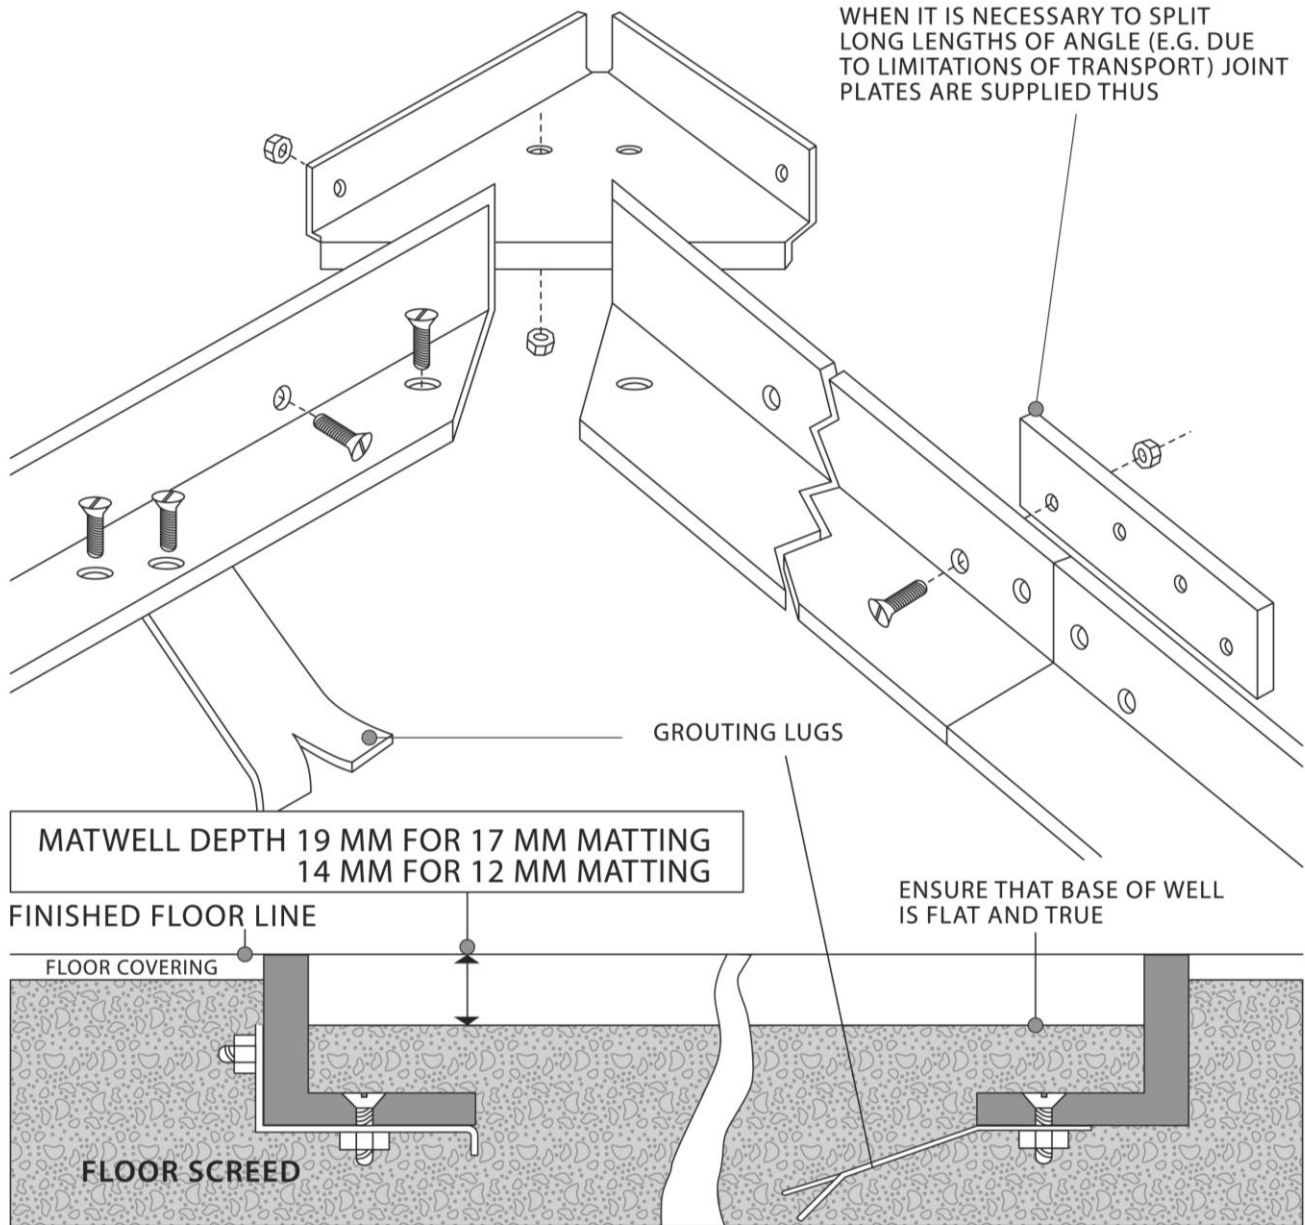 WHEN IT IS NECESSARY TO SPLIT
LONG LENGTHS OF ANGLE (E.G. DUE
TO LIMITATIONS OF TRANSPORT) JOINT
PLATES ARE SUPPLIED THUS
GROUTING LUGS
MATWELL DEPTH 19 MM FOR 17 MM MATTING
14 MM FOR 12 MM MATTING
ENSURE THAT BASE OF WELL
IS FLAT AND TRUE
FINISHED FLOOR LINE
FLOOR COVERING
FLOOR SCREED